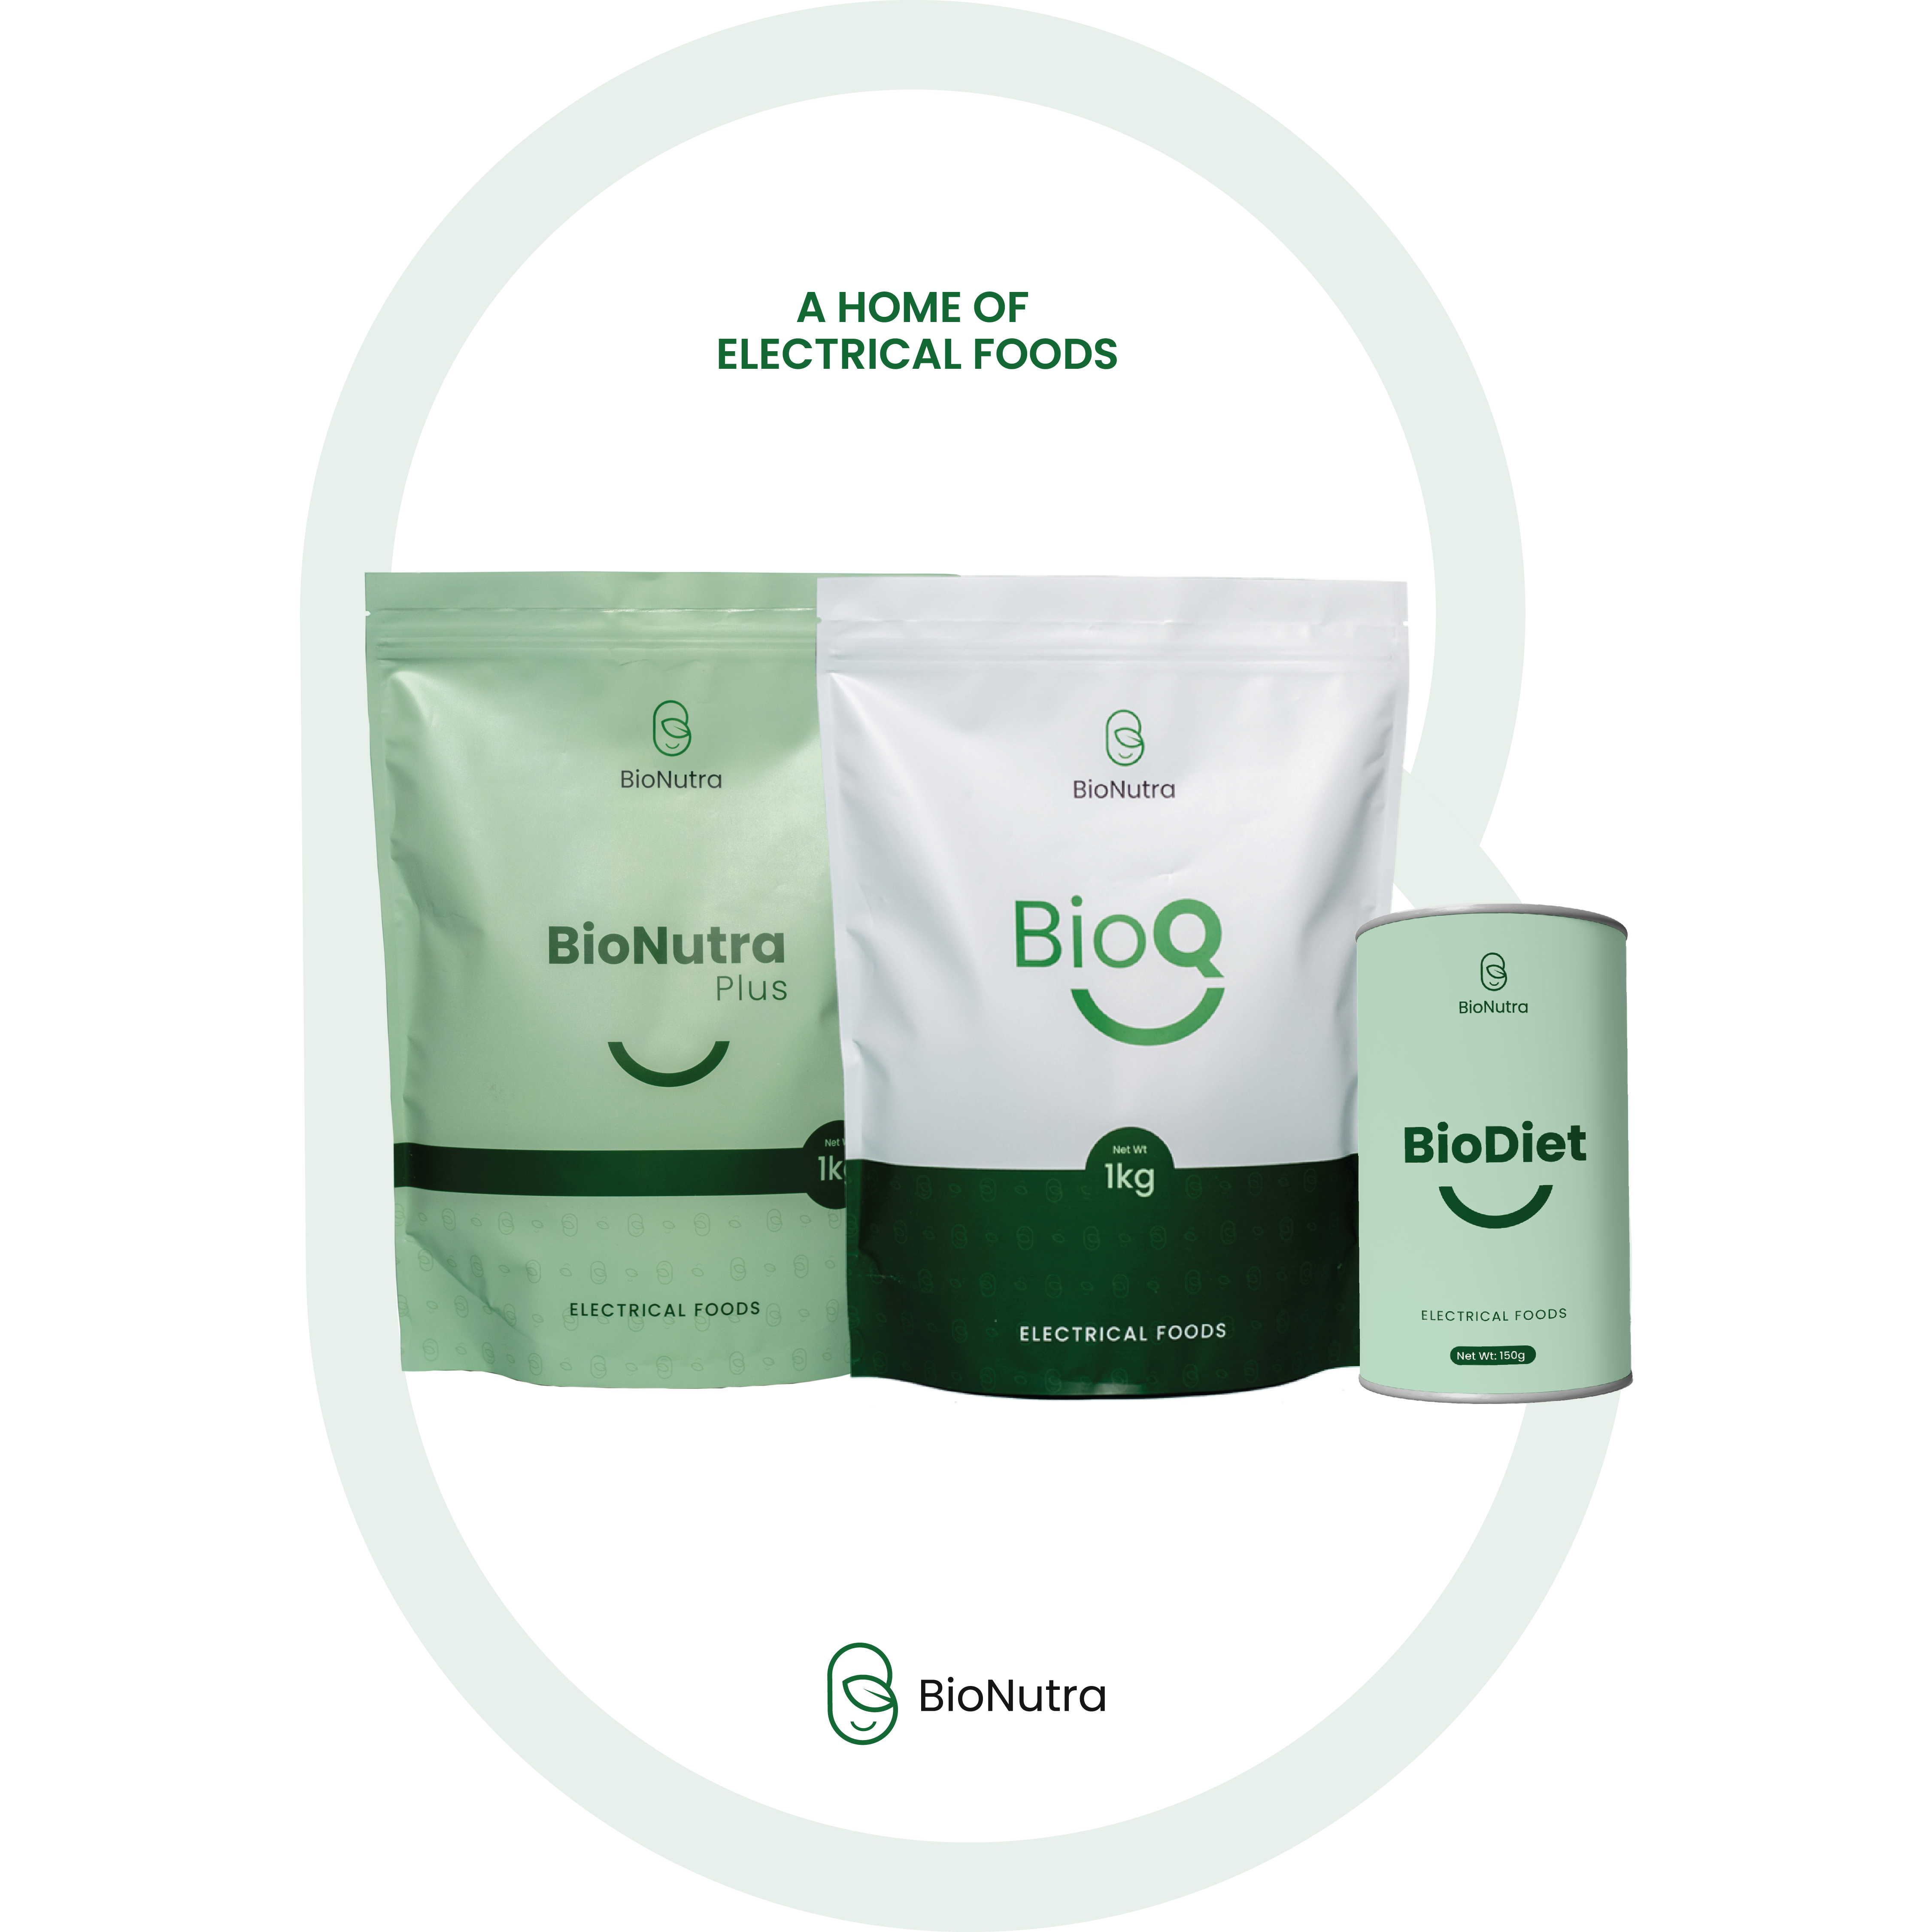 A HOME OF
ELECTRICAL FOODS
BioNutra
BioNutra
Plus
Net
ELECTRICAL FOODS
BioNutra
BioQ
Net Wt
1kg
ELECTRICAL FOODS
BioNutra
BioDiet
ELECTRICAL FOODS
Net Wt: 150g
BioNutra